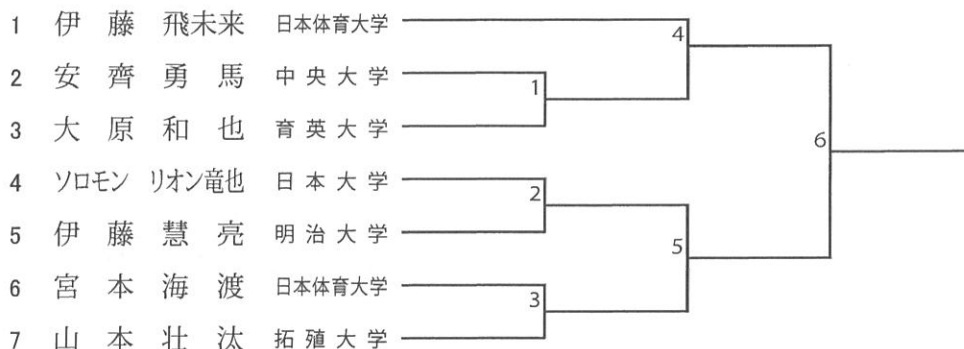 1 伊藤 飛未来 日本体育大学
2 安齊勇馬 中央大学
3 大原和也 育英大学
4 ソロモン リオン竜也 日本大学
5 伊藤慧亮 明治大学
6 宮本海渡 日本体育大学
7 山本壮汰 拓殖大学
4
1
6
2
5
3